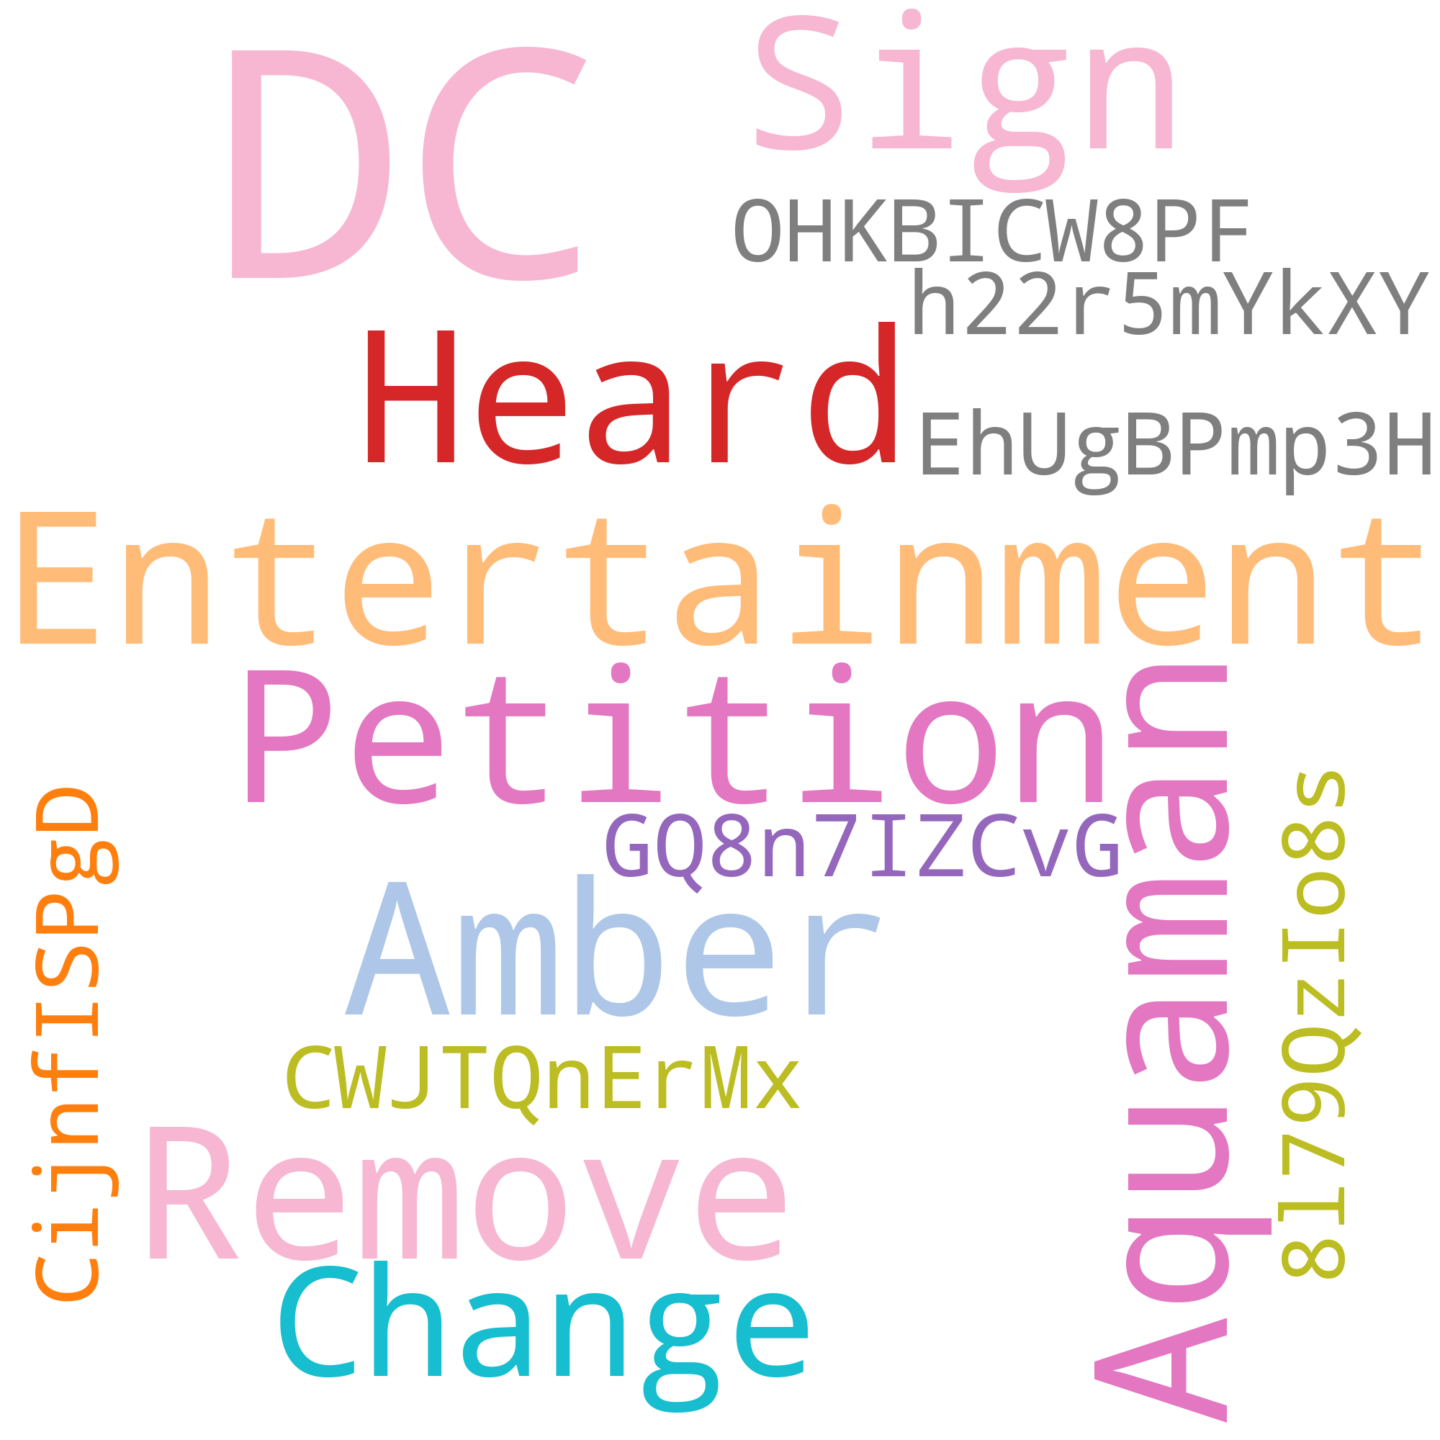 DC
Sign
OHKBICW8PF
h22r5mYkXY
Heard
EhUgBPmp3H
Entertainment
Petition
Aquaman
8l79QzIo8s
CijnfISPgD
GQ8n7IZCvG
Amber
CWJTQnErMx
Remove
Change